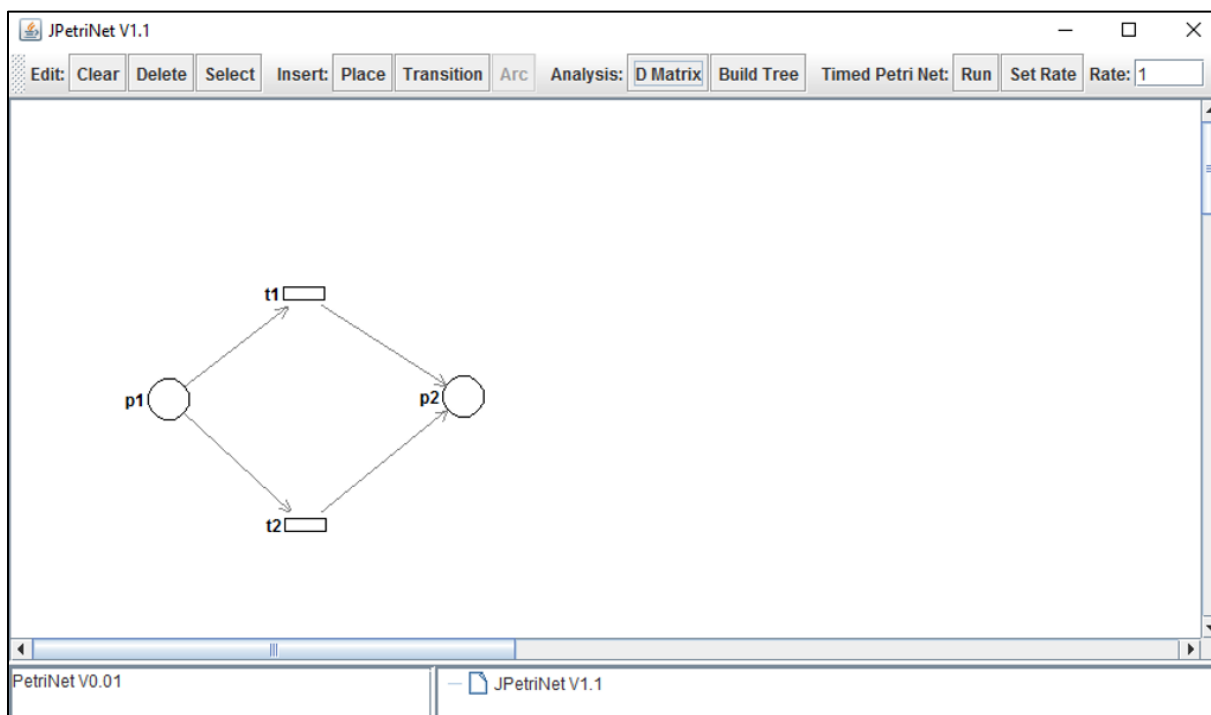 JPetriNet V1.1
Edit: Clear Delete Select Insert: Place Transition Arc Analysis: D Matrix Build Tree Timed Petri Net: Run Set Rate Rate: 1
t1
p1 p2
t2
PetriNet V0.01 JPetriNet V1.1